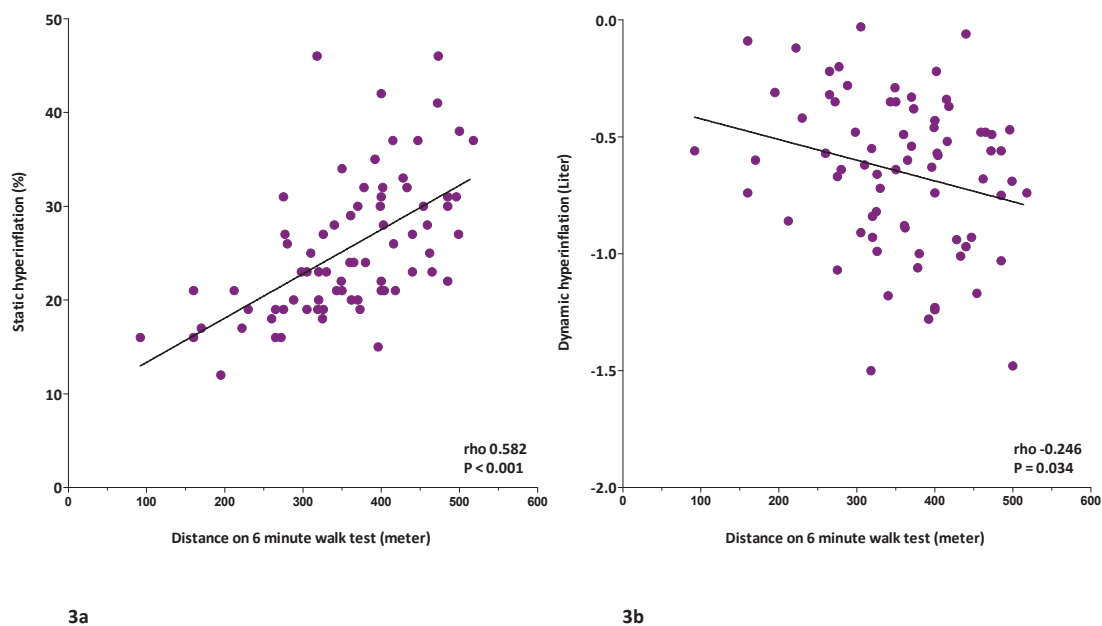 50
40
30
20
10
0
Static hyperinflation (%)
rho 0.582
P < 0.001
0 100 200 300 400 500 600
Distance on 6 minute walk test (meter)
3a
0.0
-0.5
-1.0
-1.5
-2.0
Dynamic hyperinflation (Liter)
rho -0.246
P = 0.034
0 100 200 300 400 500 600
Distance on 6 minute walk test (meter)
3b